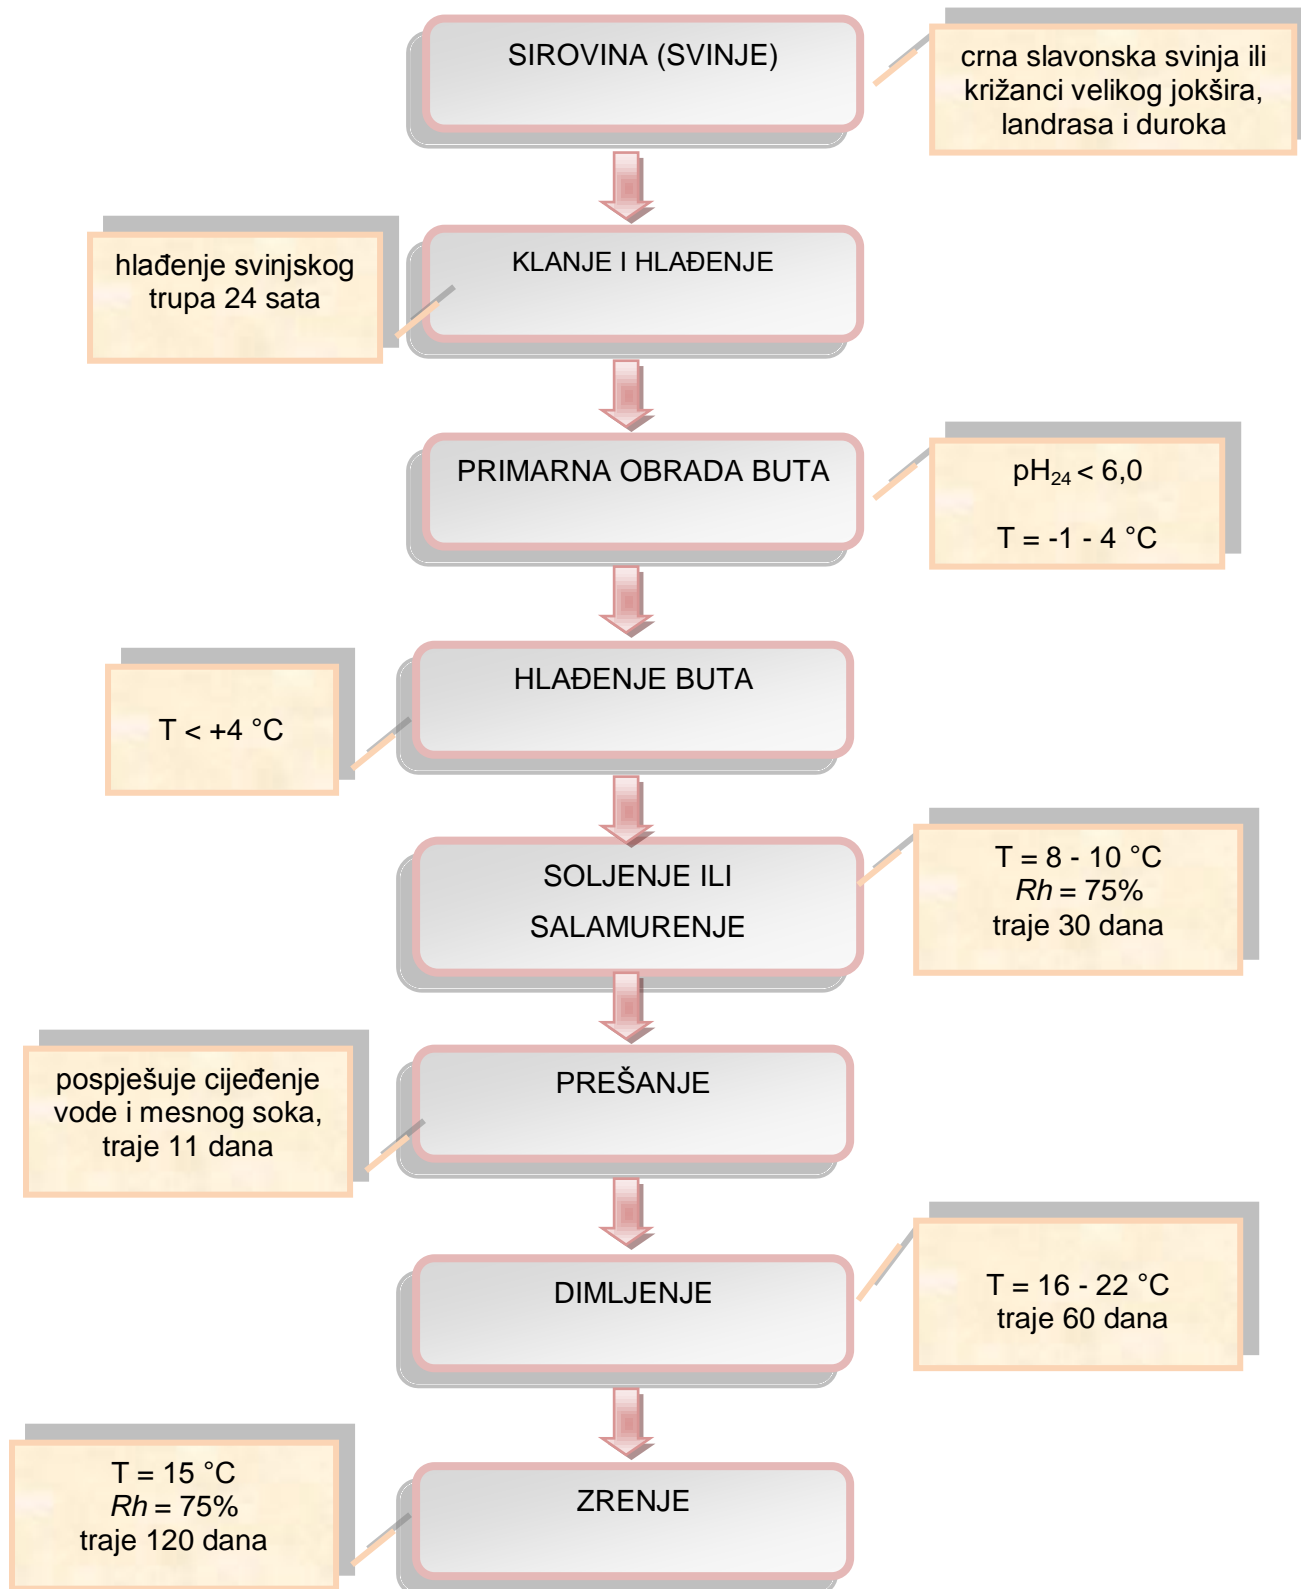 SIROVINA (SVINJE)
crna slavonska svinja ili
križanci velikog jokšira,
landrasa i duroka
KLANJE I HLAĐENJE
hlađenje svinjskog
trupa 24 sata
PRIMARNA OBRADA BUTA
pH₂₄ < 6,0
T = -1 - 4 °C
HLAĐENJE BUTA
T < +4 °C
SOLJENJE ILI
SALAMURENJE
T = 8 - 10 °C
Rh = 75%
traje 30 dana
PREŠANJE
pospješuje cijeđenje
vode i mesnog soka,
traje 11 dana
DIMLJENJE
T = 16 - 22 °C
traje 60 dana
ZRENJE
T = 15 °C
Rh = 75%
traje 120 dana